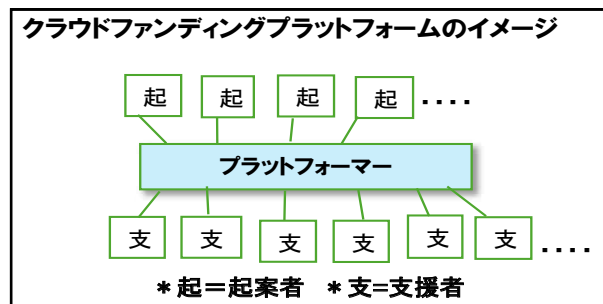 クラウドファンディングプラットフォームのイメージ
起 起 起 起 ・・・・
プラットフォーマー
支 支 支 支 支 支 ・・・・
＊起＝起案者 ＊支=支援者